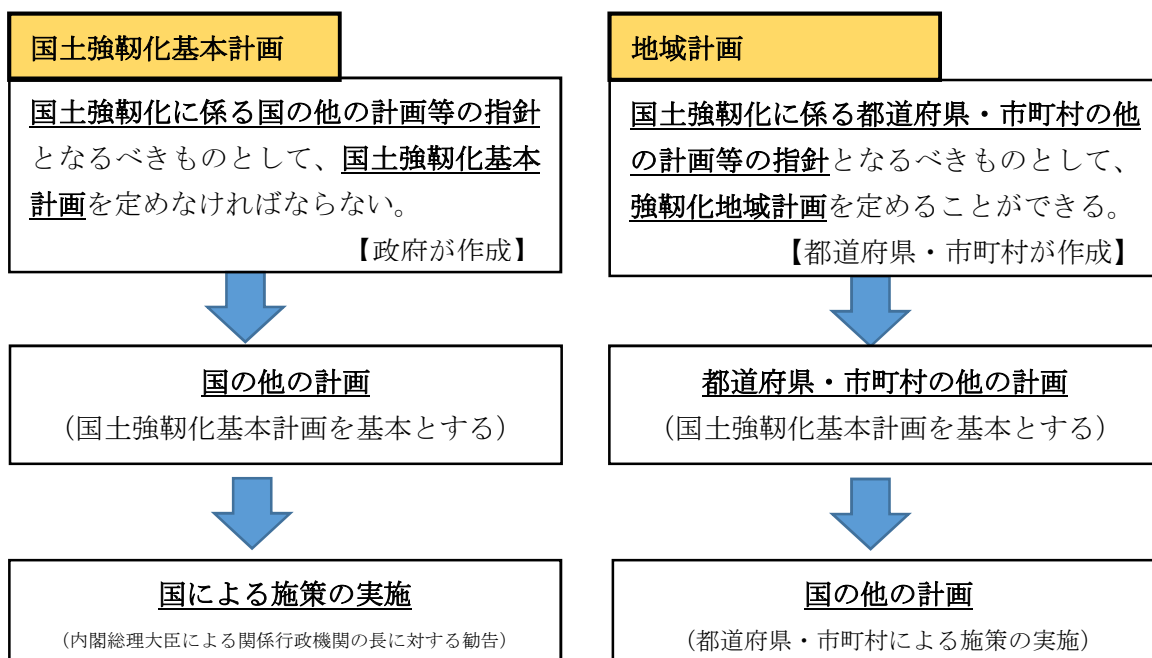 国土強靱化基本計画
国土強靱化に係る国の他の計画等の指針
となるべきものとして、国土強靱化基本
計画を定めなければならない。
【政府が作成】
国の他の計画
（国土強靱化基本計画を基本とする）
国による施策の実施
（内閣総理大臣による関係行政機関の長に対する勧告）
地域計画
国土強靱化に係る都道府県・市町村の他
の計画等の指針となるべきものとして、
強靱化地域計画を定めることができる。
【都道府県・市町村が作成】
都道府県・市町村の他の計画
（国土強靱化基本計画を基本とする）
国の他の計画
（都道府県・市町村による施策の実施）